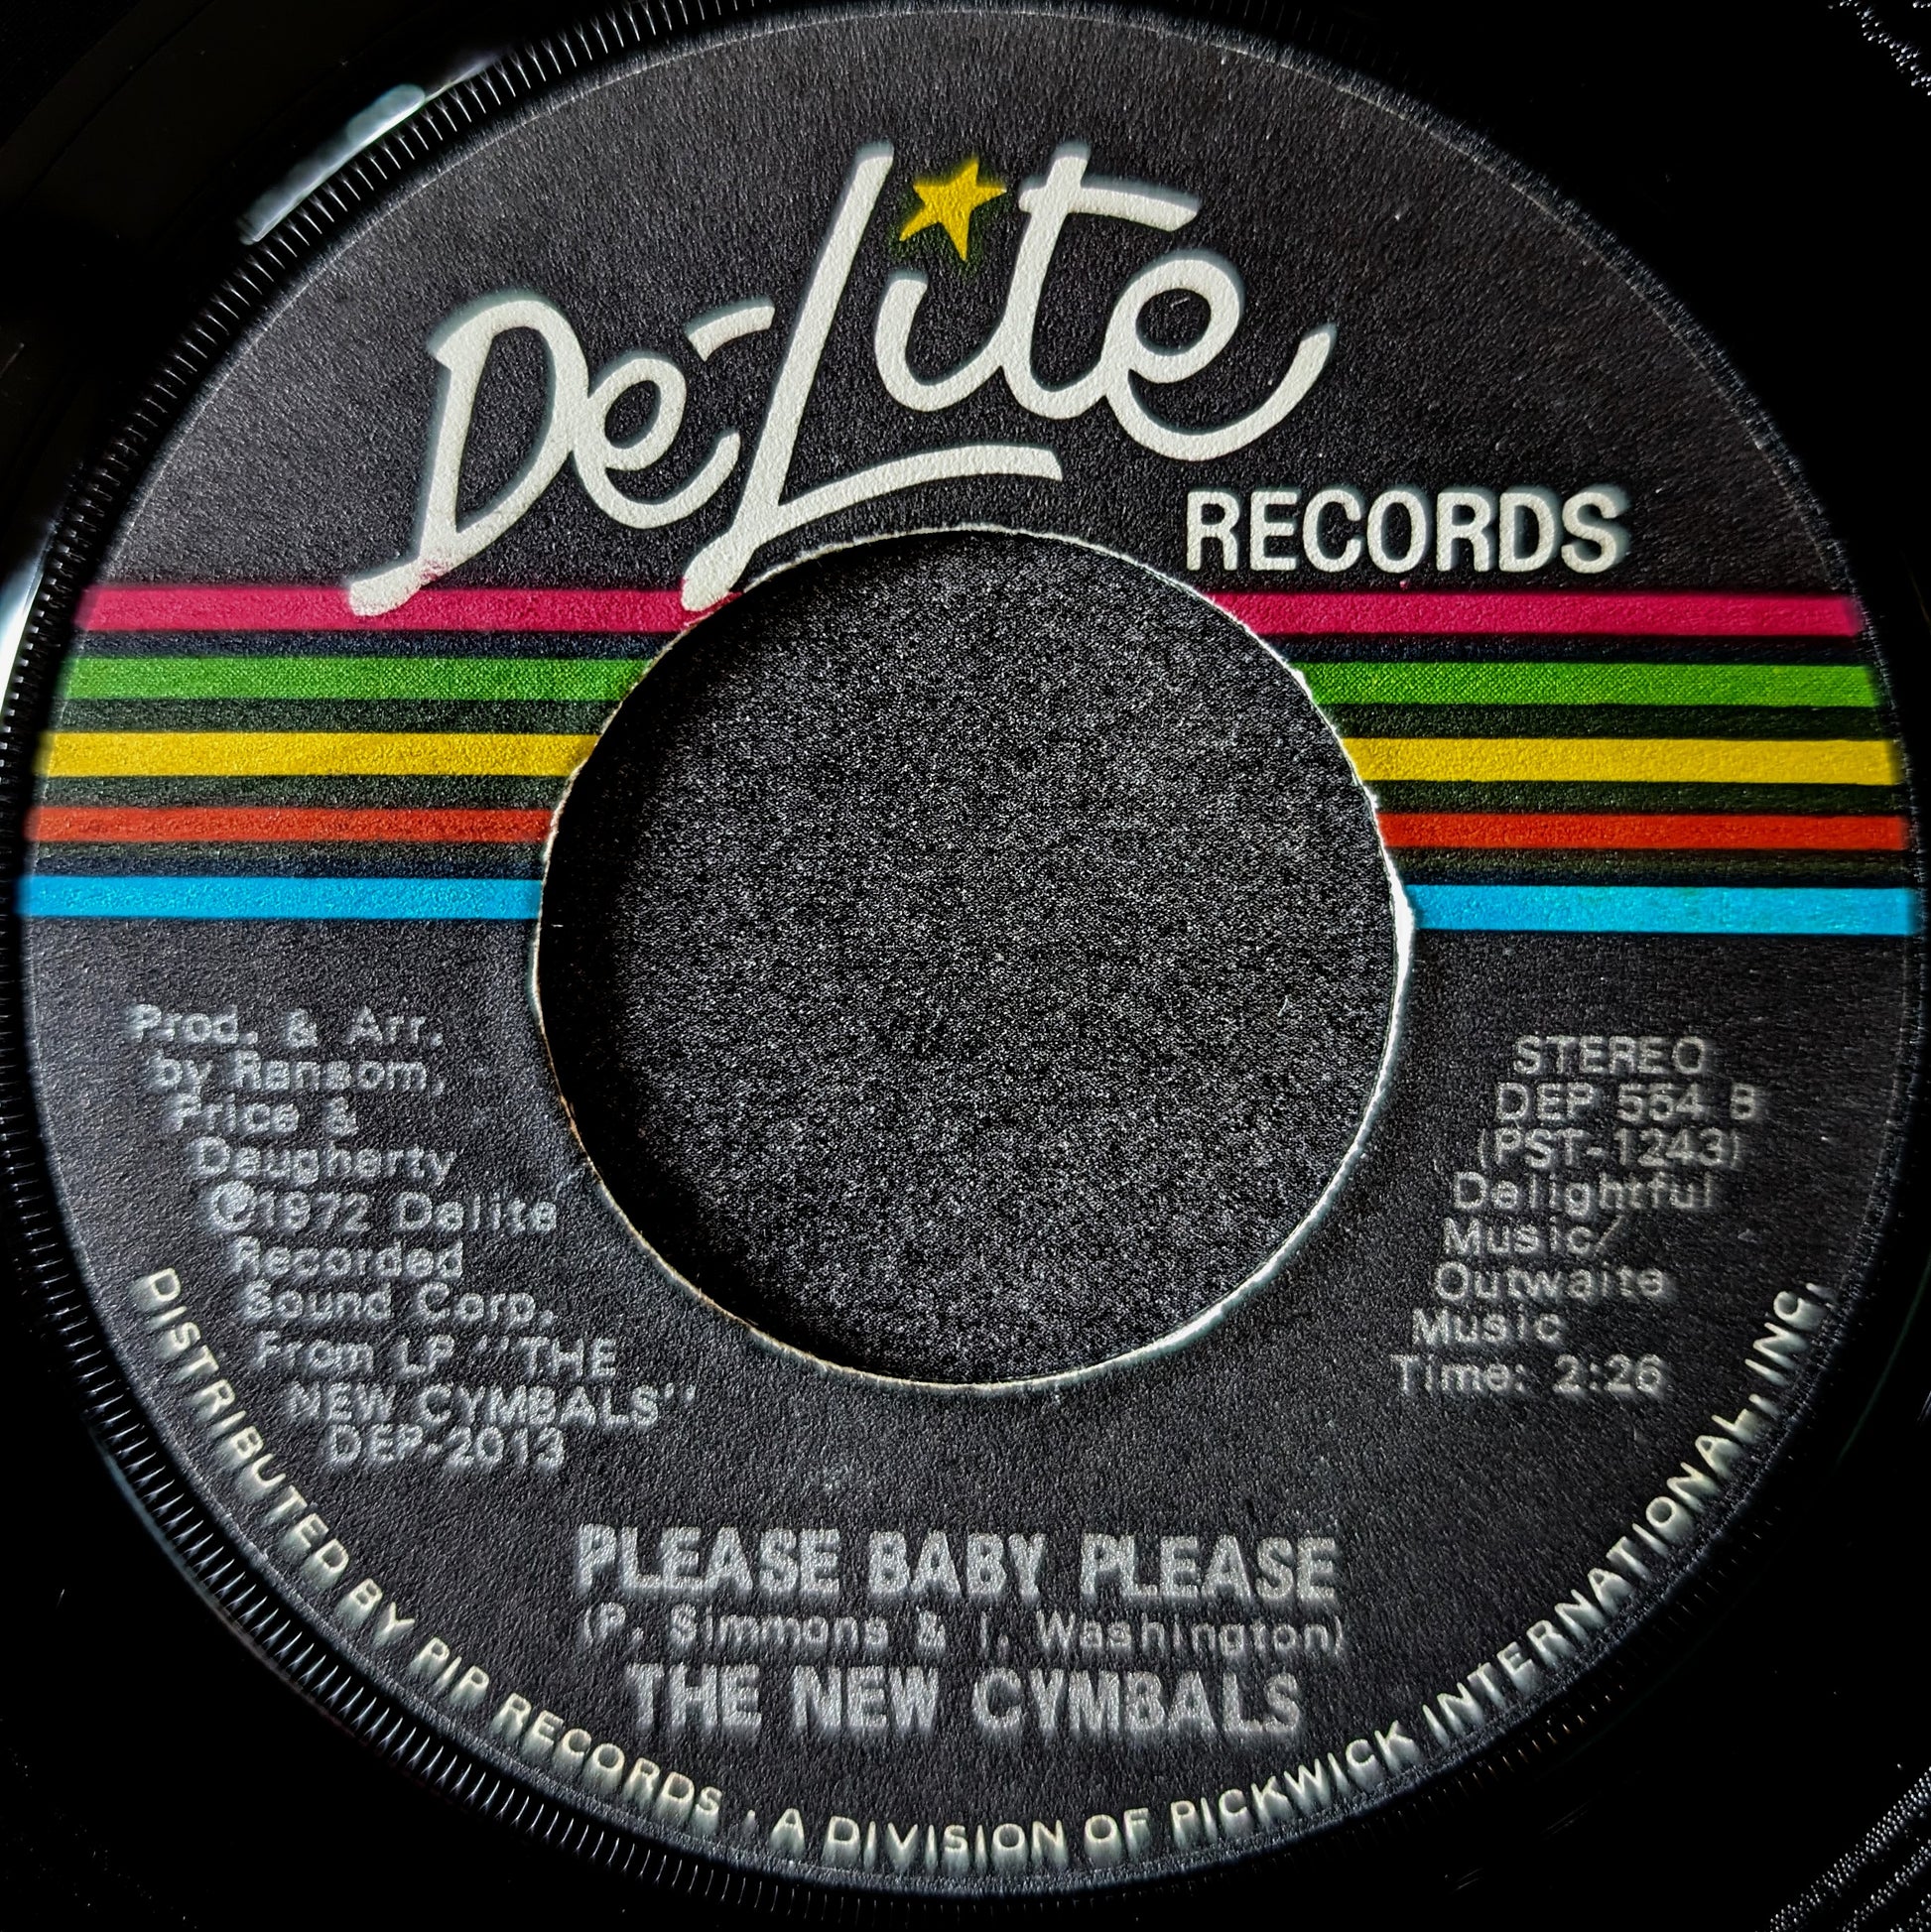 De-Lite
RECORDS
Prod. & Arr.
by Ransom,
Price &
Daugherty
Ⓟ1972 Delite
Recorded
Sound Corp.
From LP "THE
NEW CYMBALS"
DEP-2013
STEREO
DEP 554 B
(PST-1243)
Delightful
Music/
Outwaite
Music
Time: 2:26
PLEASE BABY PLEASE
(P. Simmons & I. Washington)
THE NEW CYMBALS
DISTRIBUTED BY PIP RECORDS · A DIVISION OF PICKWICK INTERNATIONAL, INC.